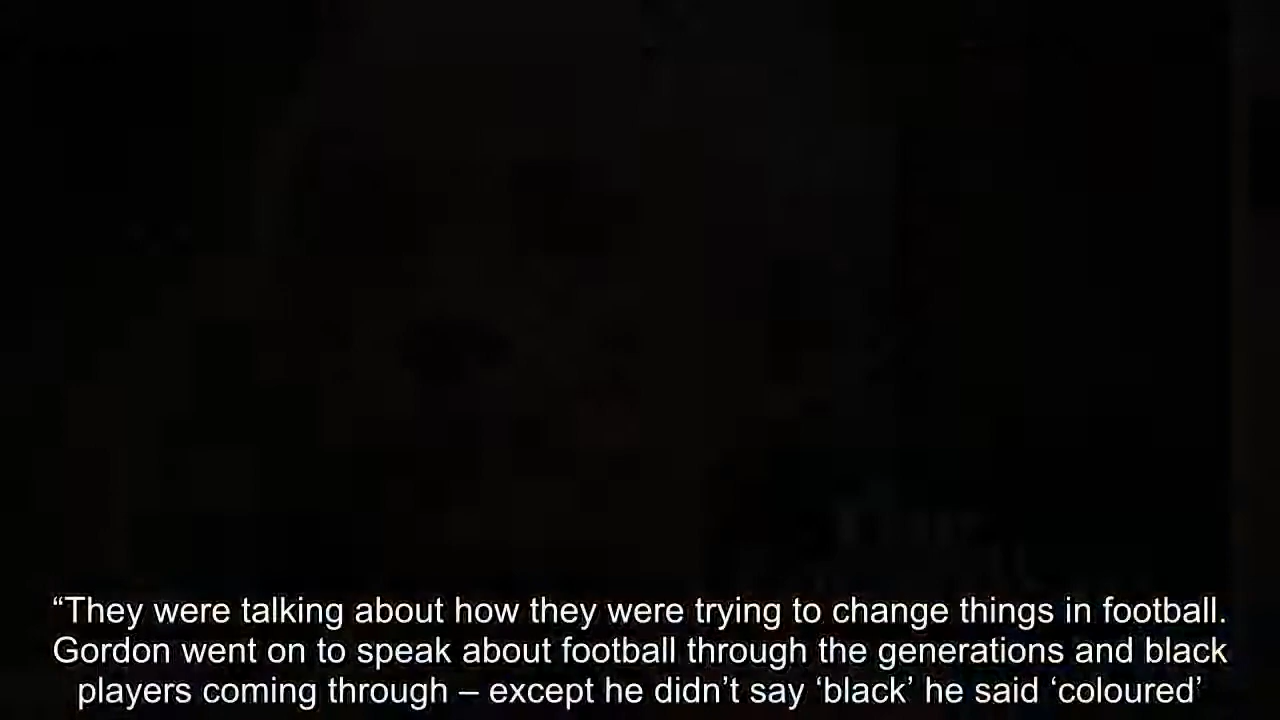 “They were talking about how they were trying to change things in football.
Gordon went on to speak about football through the generations and black
players coming through – except he didn’t say ‘black’ he said ‘coloured’